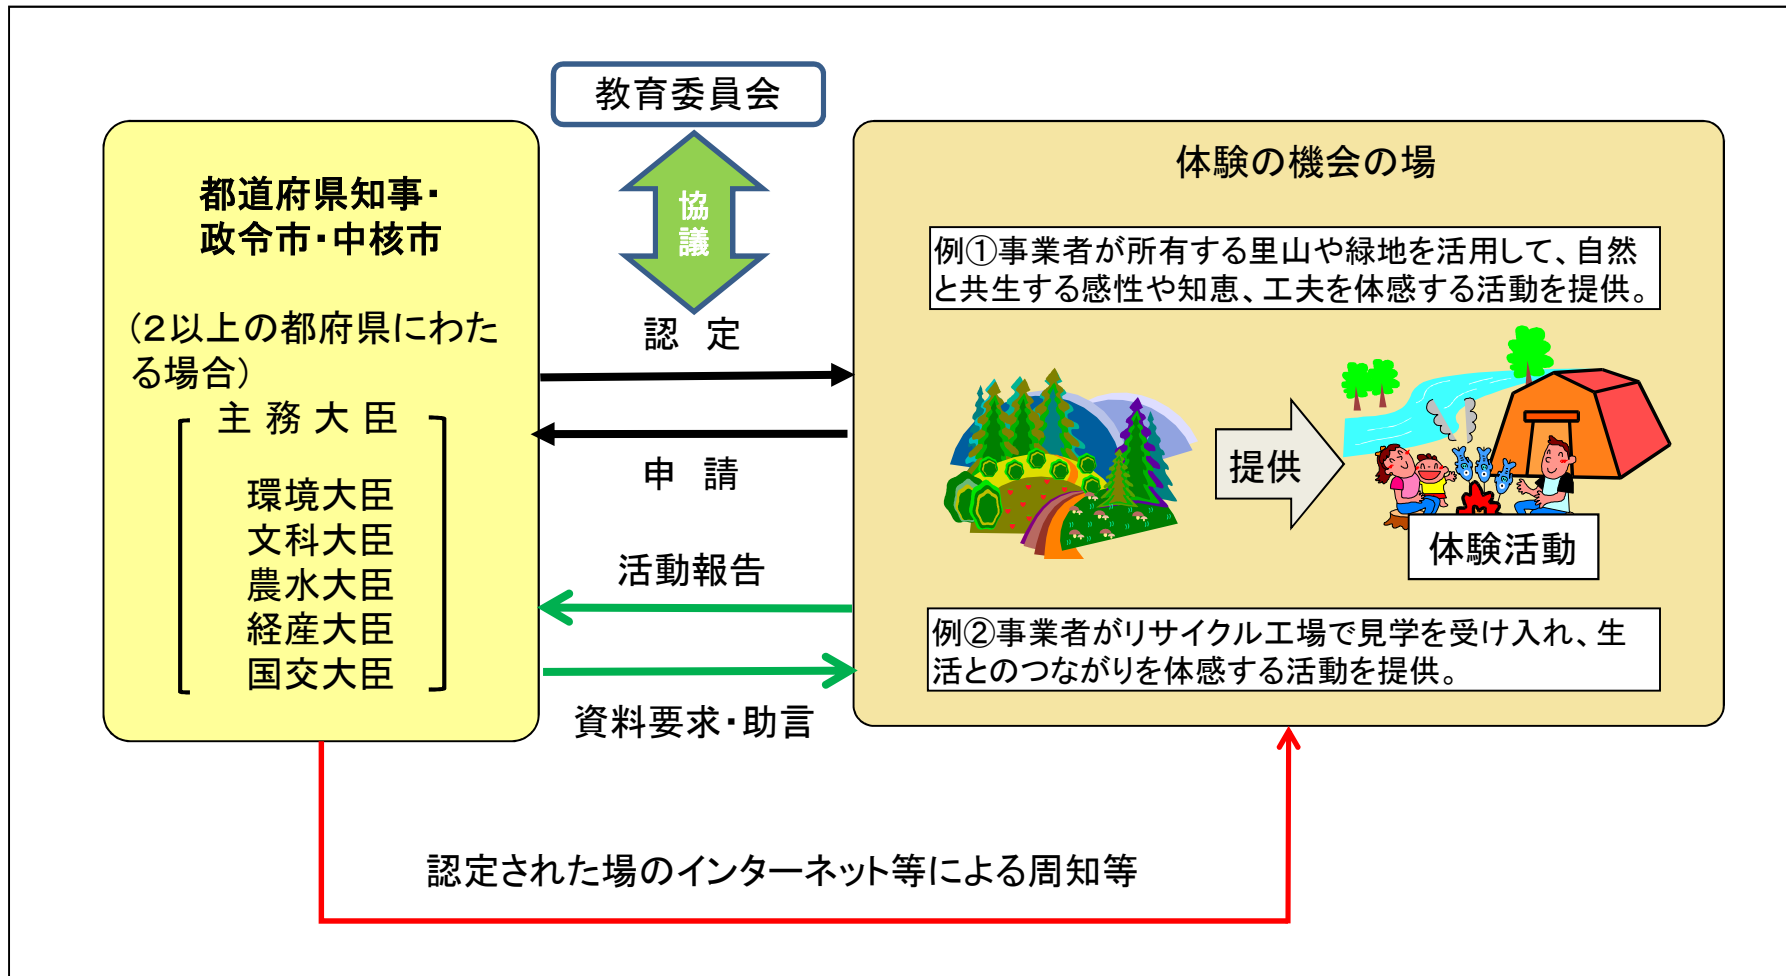 教育委員会
協
議
都道府県知事・
政令市・中核市
(２以上の都府県にわた
る場合)
主 務 大 臣
環境大臣
文科大臣
農水大臣
経産大臣
国交大臣
認　定
申　請
活動報告
資料要求・助言
体験の機会の場
例①事業者が所有する里山や緑地を活用して、自然
と共生する感性や知恵、工夫を体感する活動を提供。
提供
体験活動
例②事業者がリサイクル工場で見学を受け入れ、生
活とのつながりを体感する活動を提供。
認定された場のインターネット等による周知等